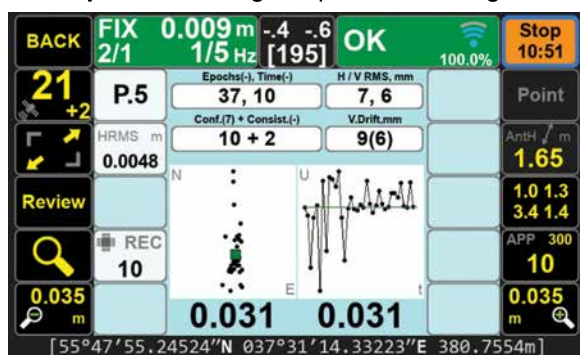 BACK FIX 0.009 m -.4 -.6 OK 100.0% Stop
2/1 1/5 Hz [195] 10:51
21 +2
P.5
Epochs(-), Time(-) H / V RMS, mm
37, 10 7, 6
Point
Conf.(7) + Consist.(-) V.Drift,mm
10 + 2 9(6)
HRMS m
0.0048
AntH m
1.65
N U
Review
1.0 1.3
3.4 1.4
REC
10
APP 300
10
E t
0.035
m
0.031 0.031
0.035
m
[55°47'55.24524"N 037°31'14.33223"E 380.7554m]